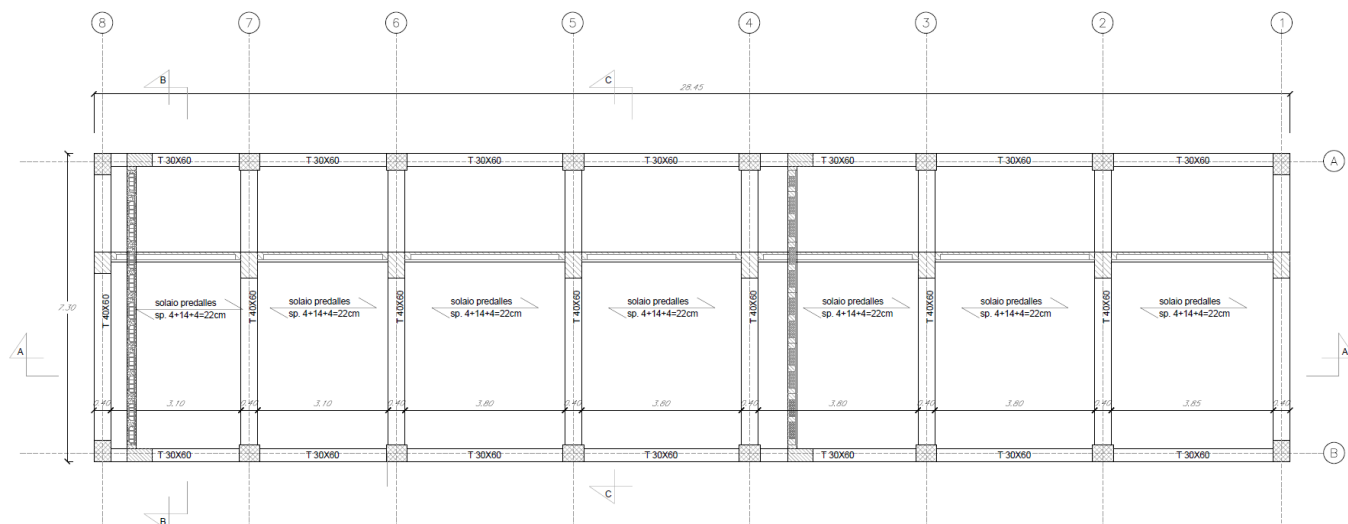 8 7 6 5 4 3 2 1
B C
28.45
T 30X60 T 30X60 T 30X60 T 30X60 T 30X60 T 30X60 T 30X60
A
7.30
T 40X60 T 40X60 T 40X60 T 40X60 T 40X60 T 40X60 T 40X60
solaio predalles solaio predalles solaio predalles solaio predalles solaio predalles solaio predalles solaio predalles
sp. 4+14+4=22cm sp. 4+14+4=22cm sp. 4+14+4=22cm sp. 4+14+4=22cm sp. 4+14+4=22cm sp. 4+14+4=22cm sp. 4+14+4=22cm
A A
0.40 3.10 0.40 3.10 0.40 3.80 0.40 3.80 0.40 3.80 0.40 3.80 0.40 3.85 0.40
T 30X60 T 30X60 T 30X60 T 30X60 T 30X60 T 30X60 T 30X60
B
C
B